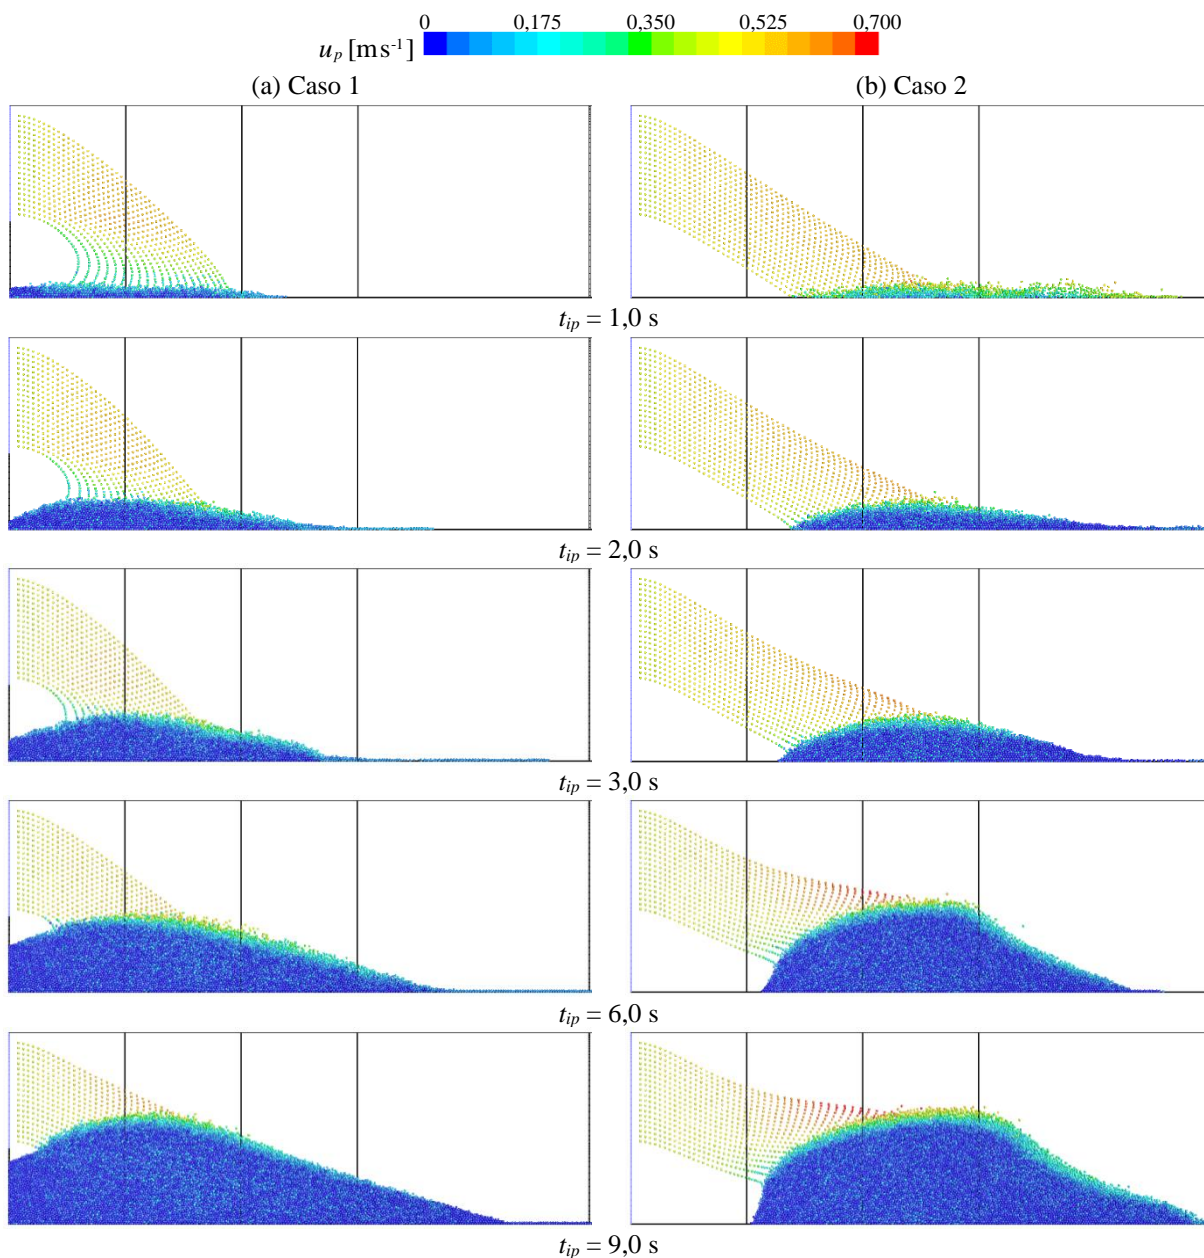 0 0,175 0,350 0,525 0,700
u_p [m s⁻¹]
(a) Caso 1 (b) Caso 2
t_ip = 1,0 s
t_ip = 2,0 s
t_ip = 3,0 s
t_ip = 6,0 s
t_ip = 9,0 s